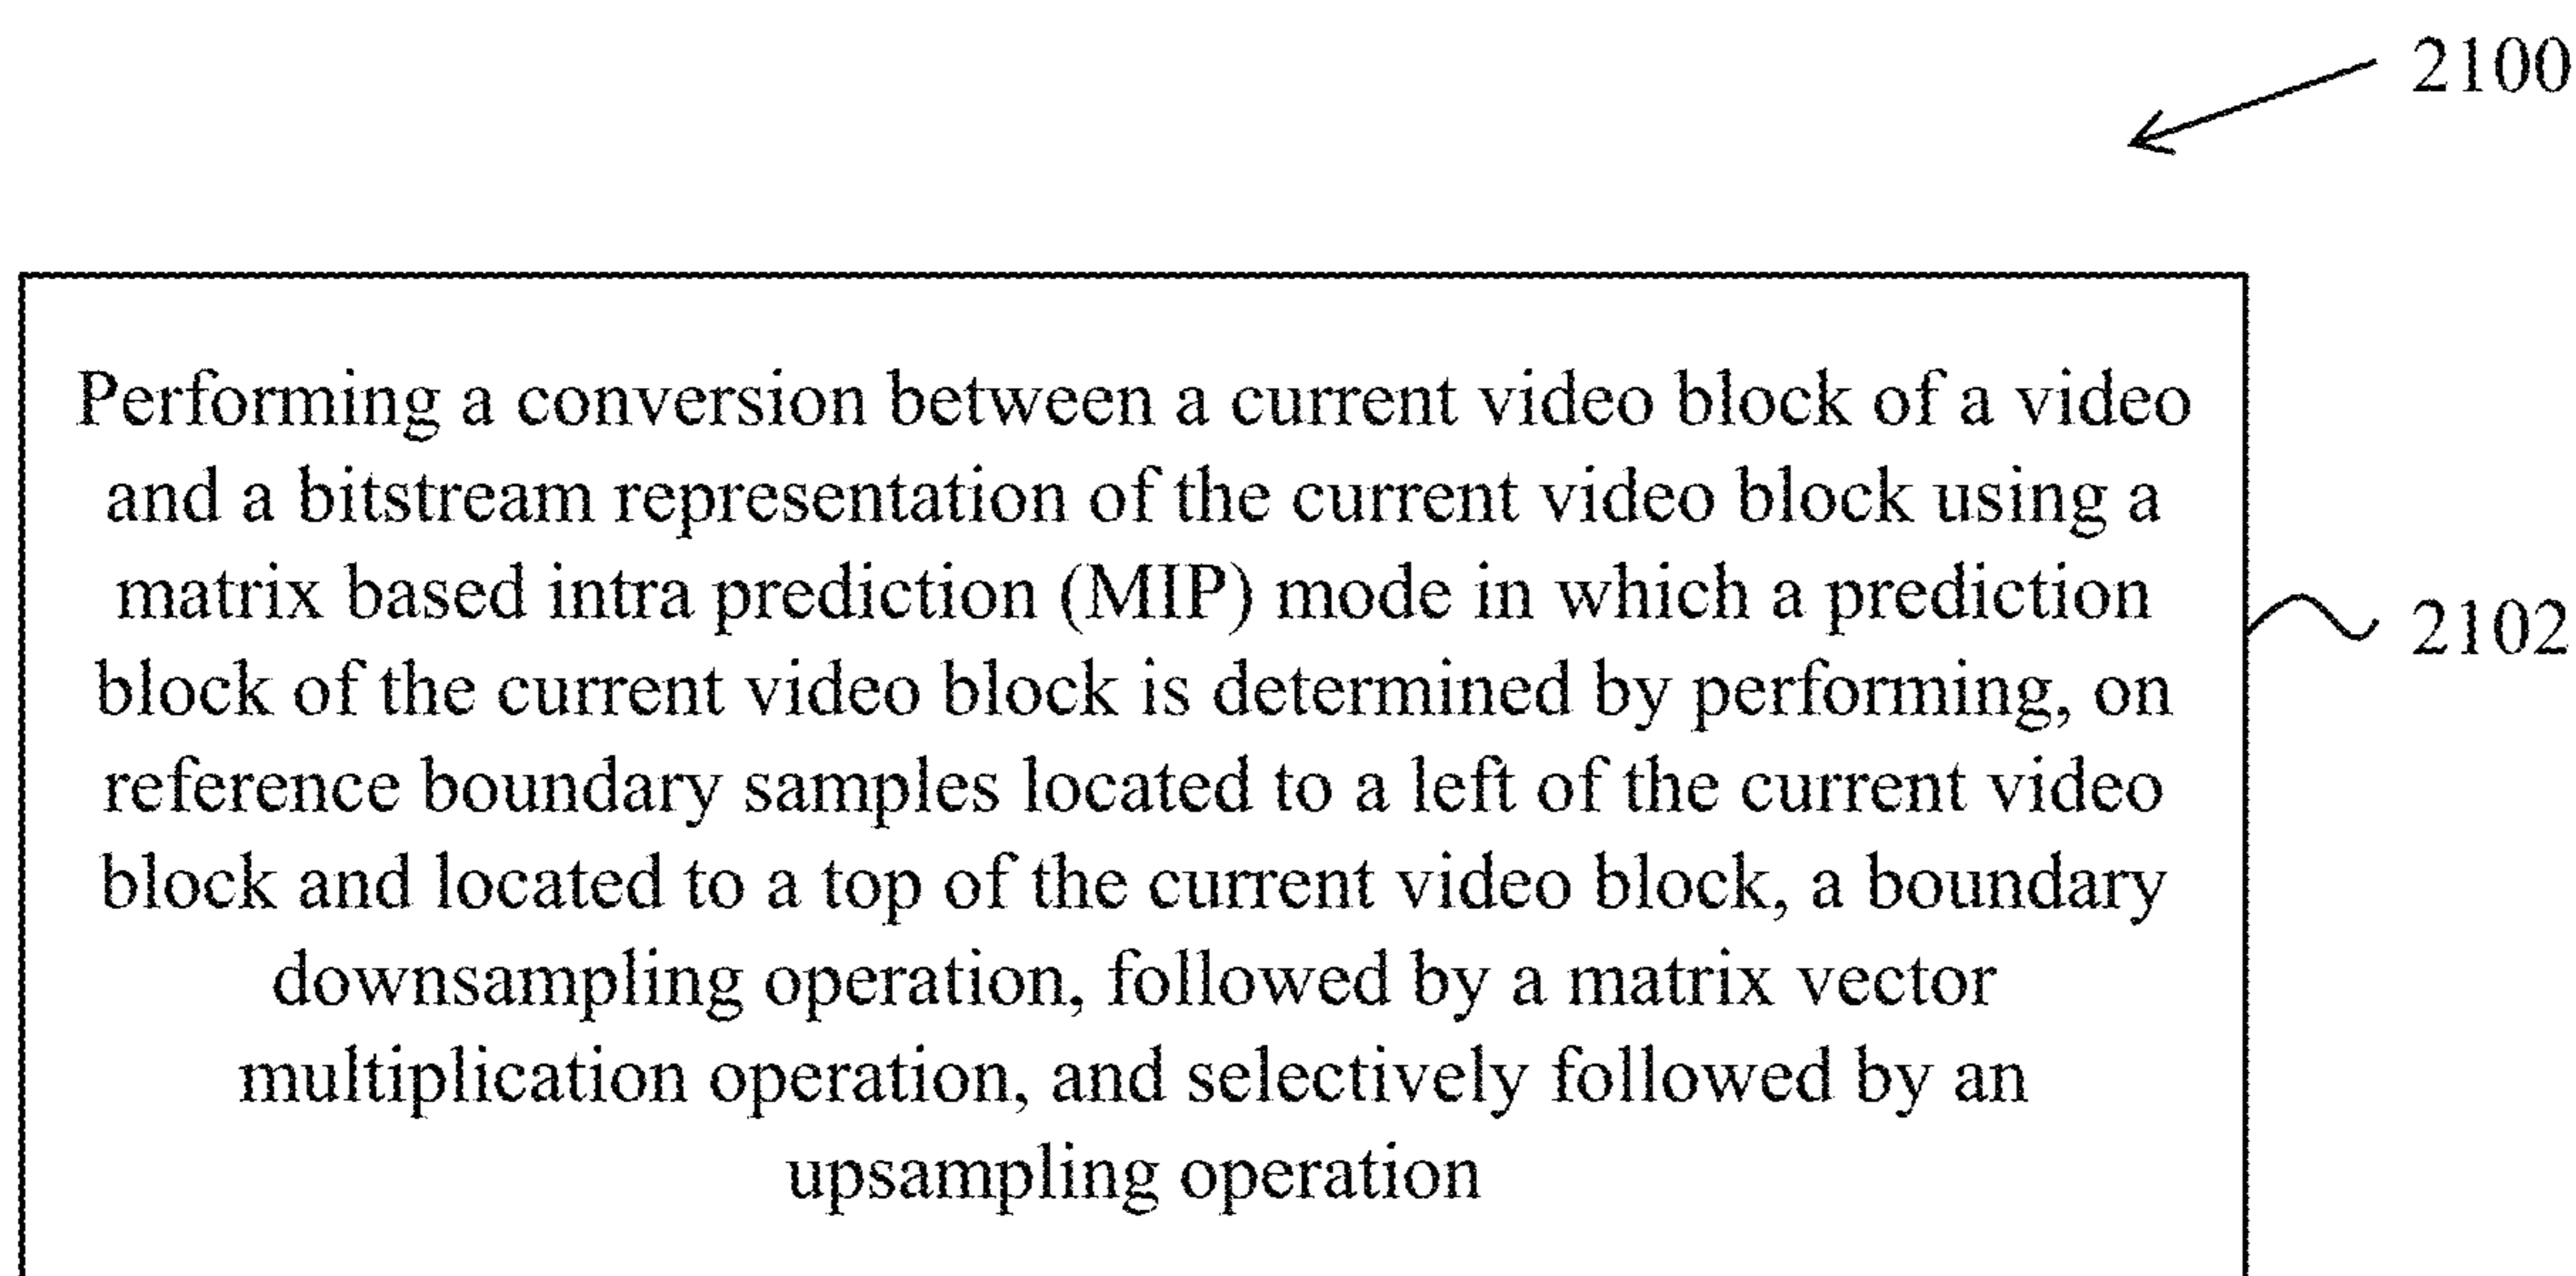 2100
Performing a conversion between a current video block of a video
and a bitstream representation of the current video block using a
matrix based intra prediction (MIP) mode in which a prediction
block of the current video block is determined by performing, on
reference boundary samples located to a left of the current video
block and located to a top of the current video block, a boundary
downsampling operation, followed by a matrix vector
multiplication operation, and selectively followed by an
upsampling operation
2102